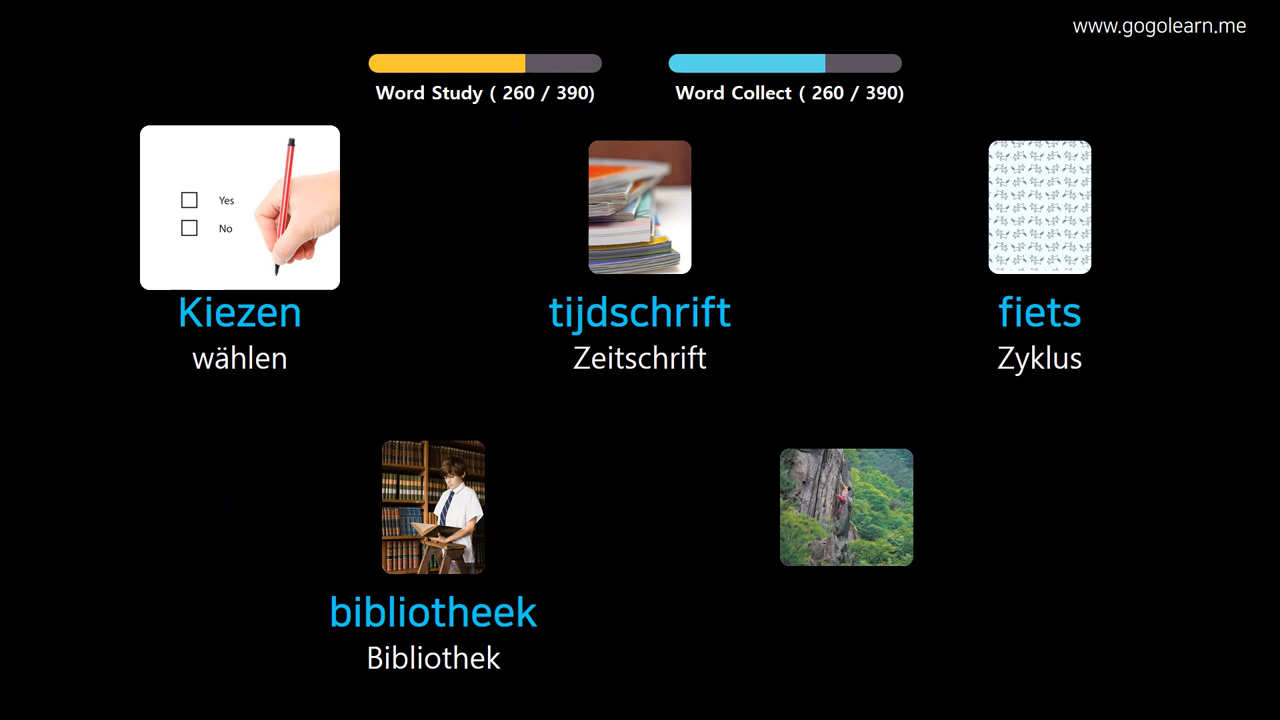 www.gogolearn.me
Word Study ( 260 / 390)
Word Collect ( 260 / 390)
Yes
No
Kiezen
wählen
tijdschrift
Zeitschrift
fiets
Zyklus
bibliotheek
Bibliothek